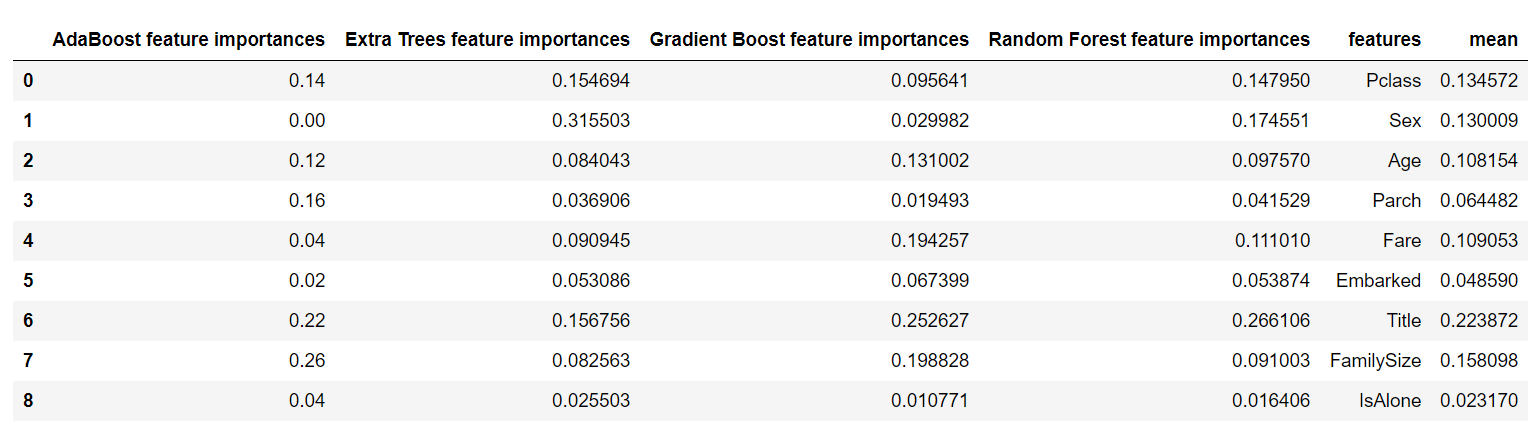 AdaBoost feature importances Extra Trees feature importances Gradient Boost feature importances Random Forest feature importances features mean
0 0.14 0.154694 0.095641 0.147950 Pclass 0.134572
1 0.00 0.315503 0.029982 0.174551 Sex 0.130009
2 0.12 0.084043 0.131002 0.097570 Age 0.108154
3 0.16 0.036906 0.019493 0.041529 Parch 0.064482
4 0.04 0.090945 0.194257 0.111010 Fare 0.109053
5 0.02 0.053086 0.067399 0.053874 Embarked 0.048590
6 0.22 0.156756 0.252627 0.266106 Title 0.223872
7 0.26 0.082563 0.198828 0.091003 FamilySize 0.158098
8 0.04 0.025503 0.010771 0.016406 IsAlone 0.023170